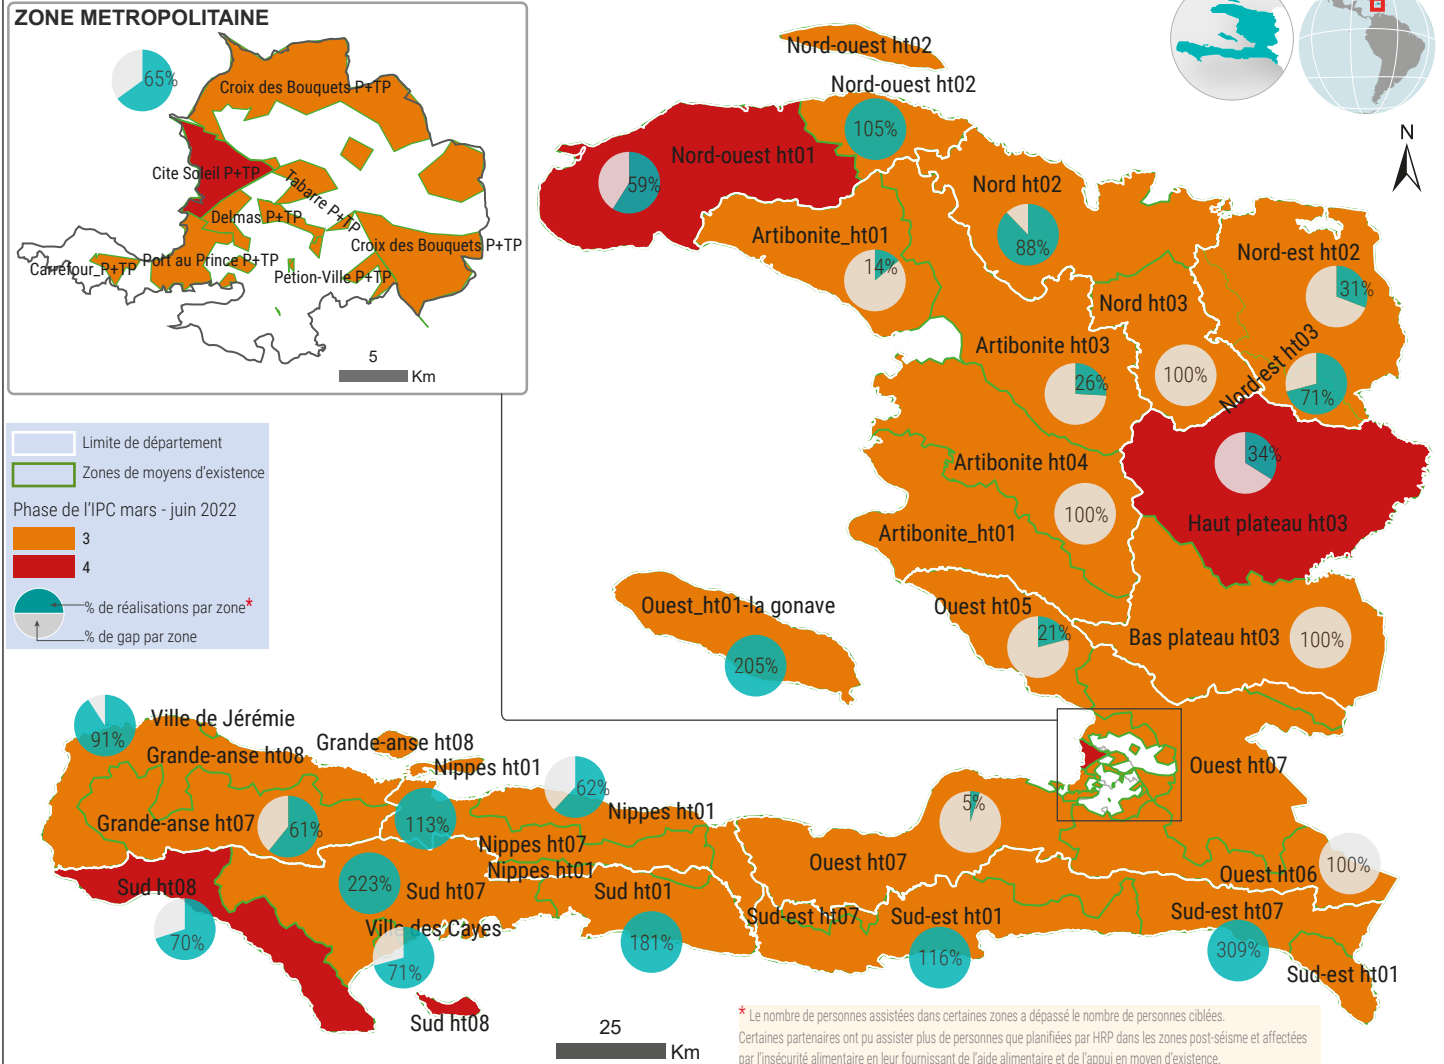 ZONE METROPOLITAINE
65%
Croix des Bouquets P+TP
Cite Soleil P+TP
Tabarre P+TP
Delmas P+TP
Croix des Bouquets P+TP
Carrefour_P+TP
Port au Prince P+TP
Petion-Ville P+TP
5
Km
N
Nord-ouest ht02
Nord-ouest ht02
105%
Nord-ouest ht01
59%
Nord ht02
88%
Artibonite_ht01
14%
Nord-est ht02
31%
Nord ht03
100%
Artibonite ht03
26%
Nord-est ht03
71%
34%
Haut plateau ht03
Artibonite ht04
100%
Artibonite_ht01
Limite de département
Zones de moyens d'existence
Phase de l'IPC mars - juin 2022
3
4
% de réalisations par zone*
% de gap par zone
Ouest_ht01-la gonave
205%
Ouest ht05
21%
Bas plateau ht03
100%
Ville de Jérémie
91%
Grande-anse ht08
Grande-anse ht08
Nippes ht01
62%
Nippes ht01
Grande-anse ht07
61%
113%
Nippes ht07
Nippes ht01
5%
Ouest ht07
Ouest ht07
Ouest ht06
100%
Sud ht08
70%
223%
Sud ht07
Sud ht01
181%
Ville des Cayes
71%
Sud ht08
Sud-est ht07
Sud-est ht01
116%
Sud-est ht07
309%
Sud-est ht01
25
Km
* Le nombre de personnes assistées dans certaines zones a dépassé le nombre de personnes ciblées.
Certaines partenaires ont pu assister plus de personnes que planifiées par HRP dans les zones post-séisme et affectées
par l'insécurité alimentaire en leur fournissant de l'aide alimentaire et de l'appui en moyen d'existence.